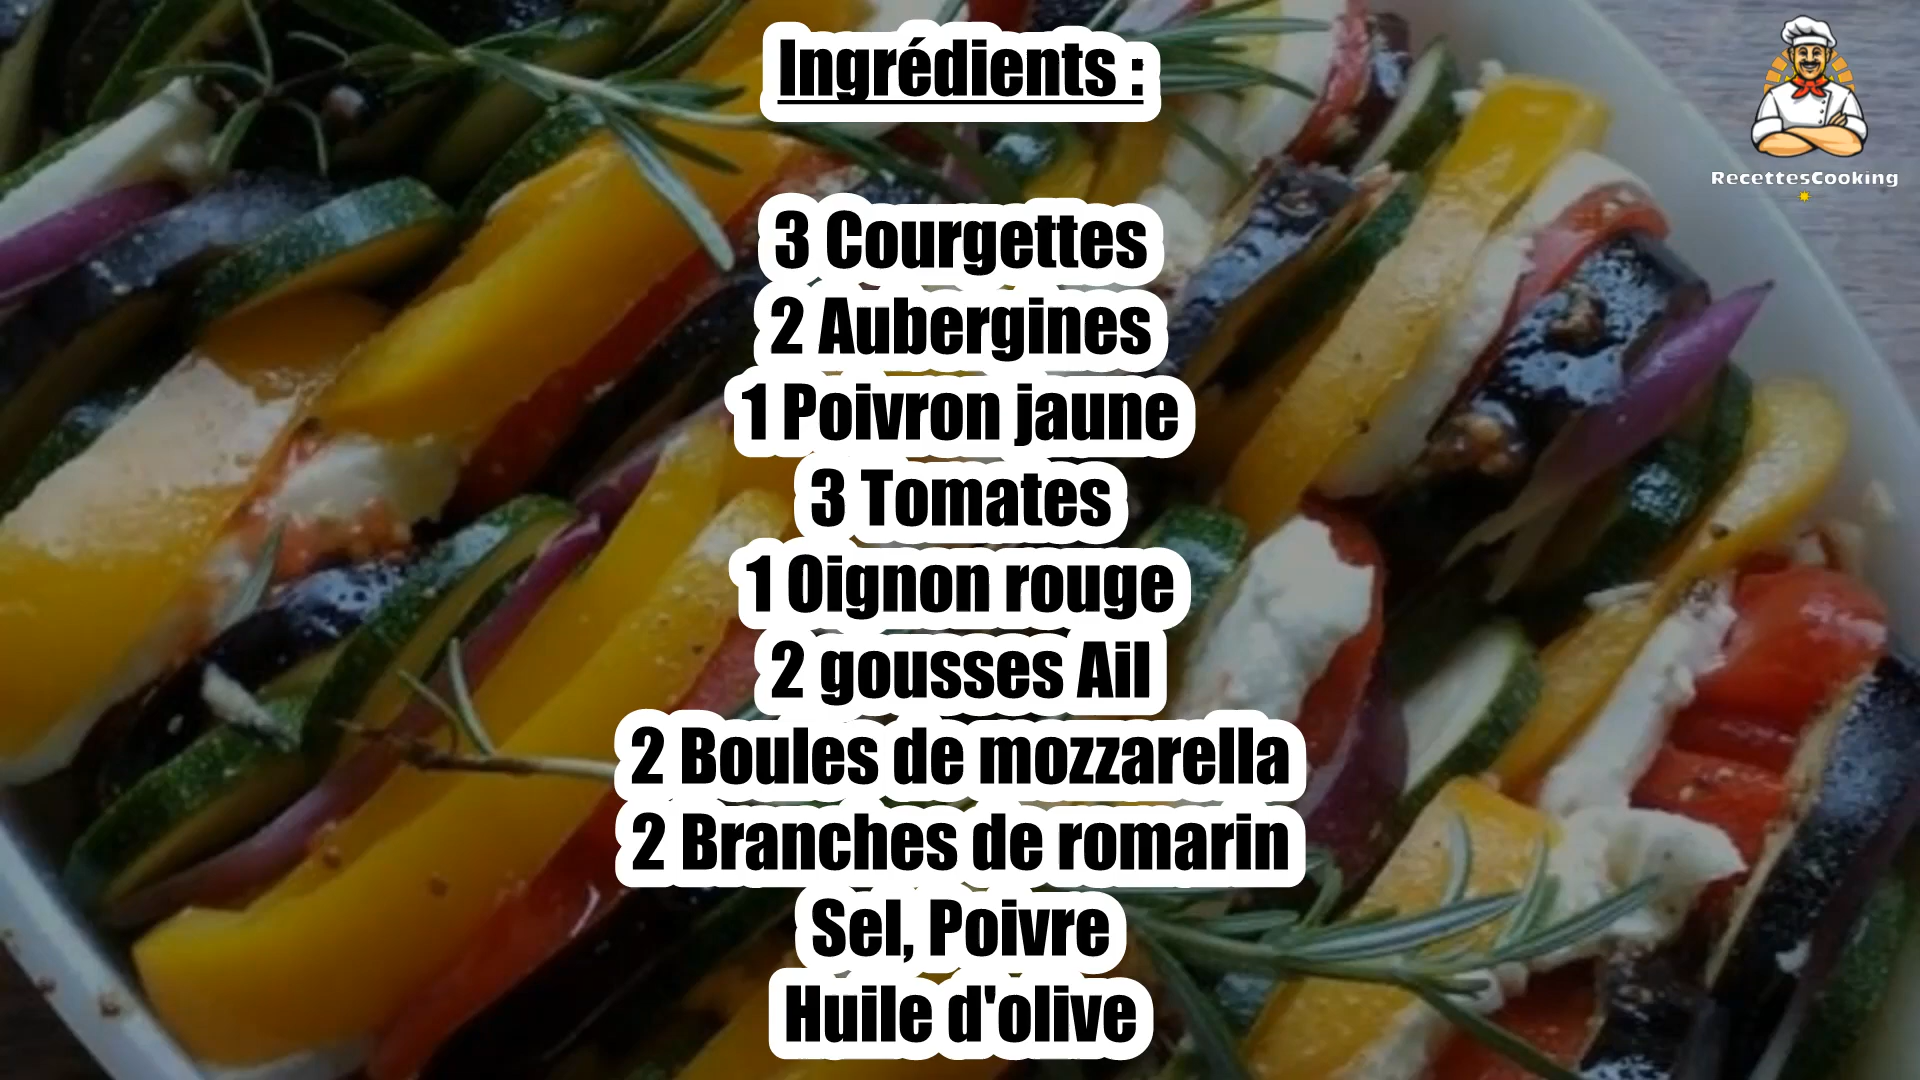 Ingrédients :
RecettesCooking
3 Courgettes
2 Aubergines
1 Poivron jaune
3 Tomates
1 Oignon rouge
2 gousses Ail
2 Boules de mozzarella
2 Branches de romarin
Sel, Poivre
Huile d'olive